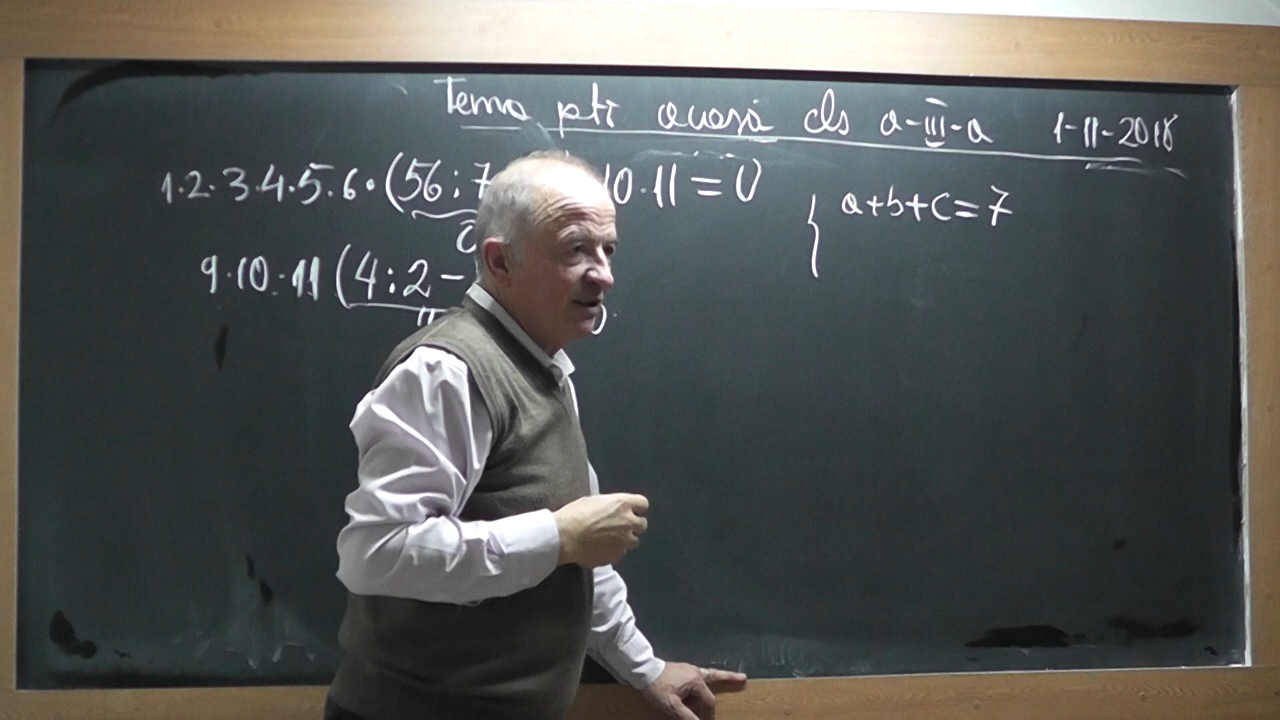 Tema ptr acasă cls a-III-a 1-11-2018
1·2·3·4·5·6·(56:7 10·11=0
a+b+c=7
9·10·11(4:2-